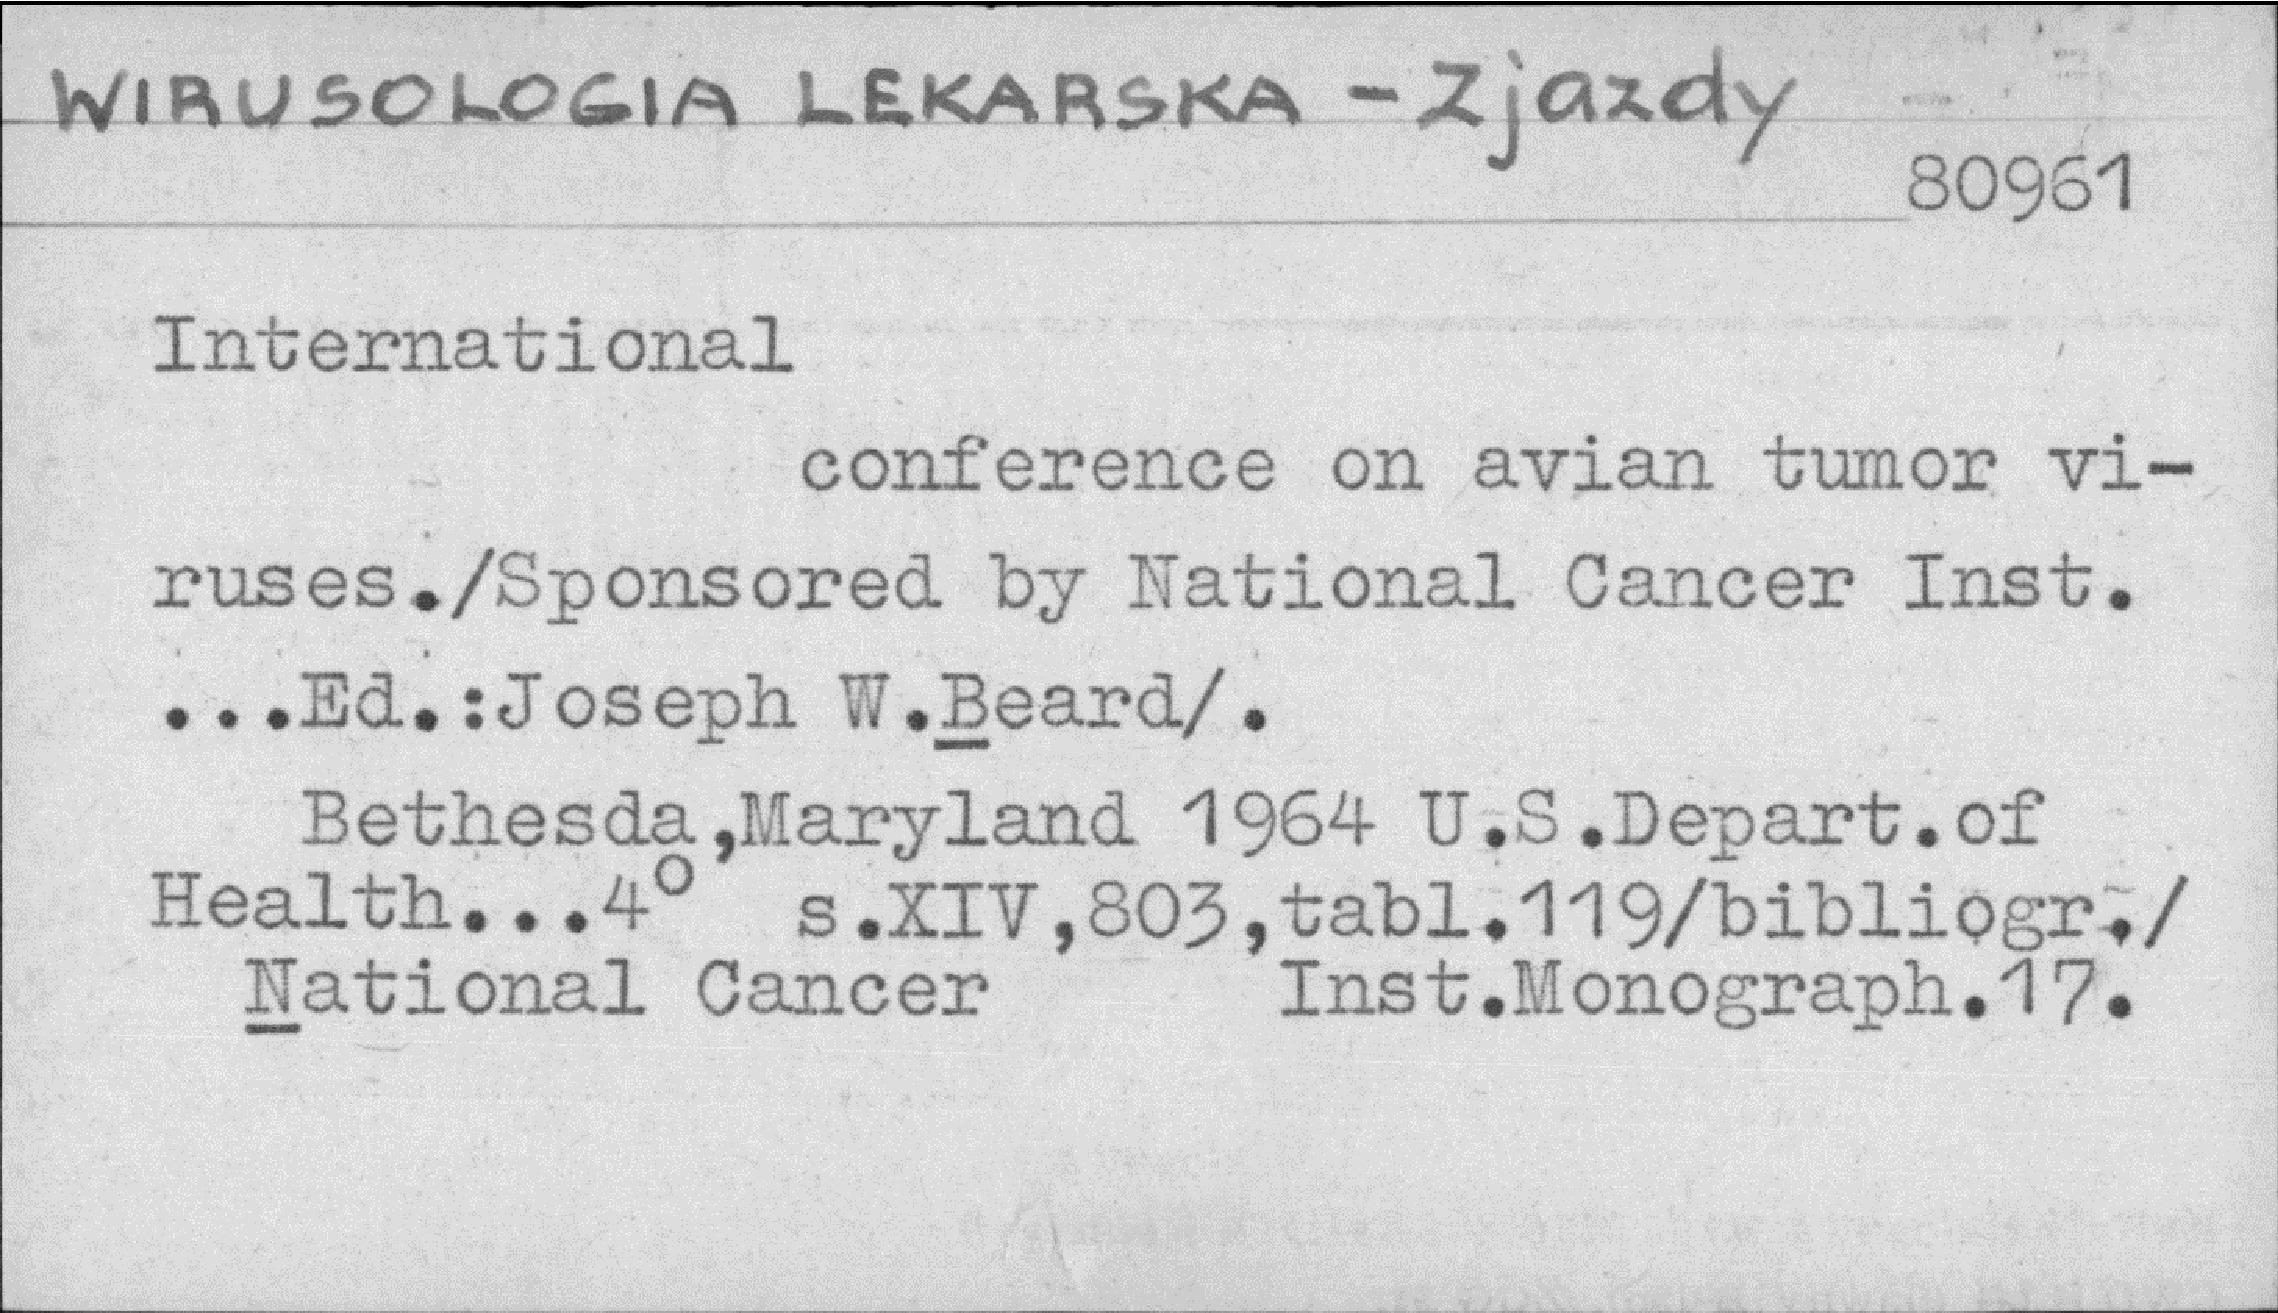 WIRUSOLOGIA LEKARSKA - Zjazdy
80961
International
conference on avian tumor vi-
ruses./Sponsored by National Cancer Inst.
...Ed.:Joseph W.Beard/.
Bethesda,Maryland 1964 U.S.Depart.of
Health...4° s.XIV,803,tabl.119/bibliogr./
National Cancer Inst.Monograph.17.